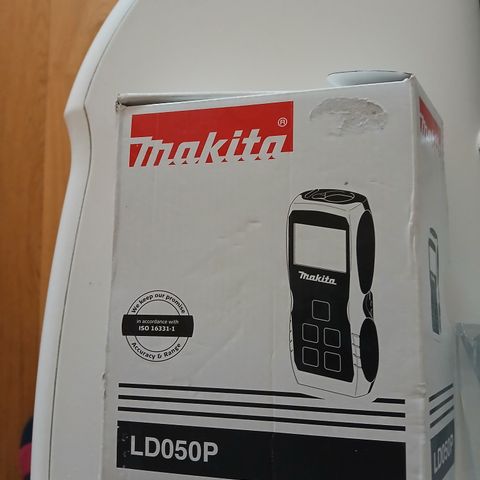 makita®
makita
We keep our promise
in accordance with
ISO 16331-1
Accuracy & Range
LD050P